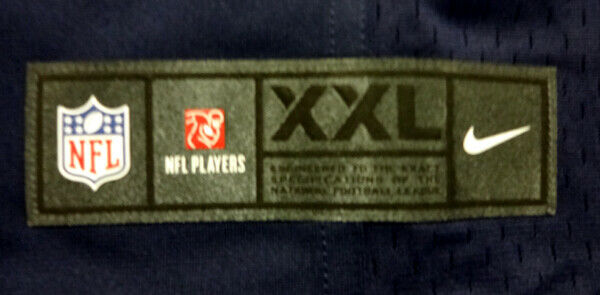 NFL
NFL PLAYERS
XXL
ENGINEERED TO THE EXACT
SPECIFICATIONS OF THE
NATIONAL FOOTBALL LEAGUE